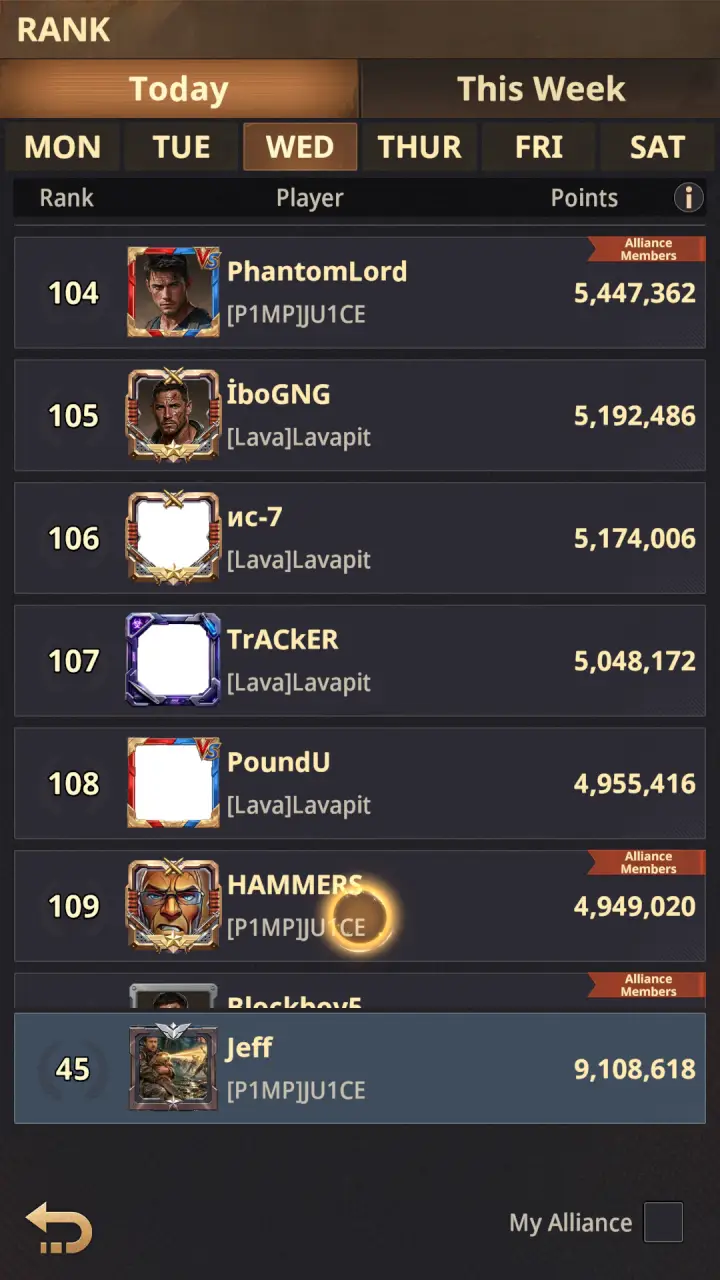 RANK
Today
This Week
MON
TUE
WED
THUR
FRI
SAT
Rank
Player
Points
Alliance
Members
104
PhantomLord
[P1MP]JU1CE
5,447,362
105
İboGNG
[Lava]Lavapit
5,192,486
106
ис-7
[Lava]Lavapit
5,174,006
107
TrACkER
[Lava]Lavapit
5,048,172
108
PoundU
[Lava]Lavapit
4,955,416
Alliance
Members
109
HAMMERS
[P1MP]JU1CE
4,949,020
Alliance
Members
45
Jeff
[P1MP]JU1CE
9,108,618
My Alliance